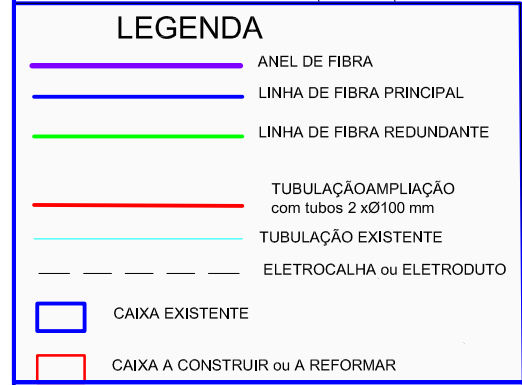 LEGENDA
ANEL DE FIBRA
LINHA DE FIBRA PRINCIPAL
LINHA DE FIBRA REDUNDANTE
TUBULAÇÃOAMPLIAÇÃO
com tubos 2 xØ100 mm
TUBULAÇÃO EXISTENTE
ELETROCALHA ou ELETRODUTO
CAIXA EXISTENTE
CAIXA A CONSTRUIR ou A REFORMAR